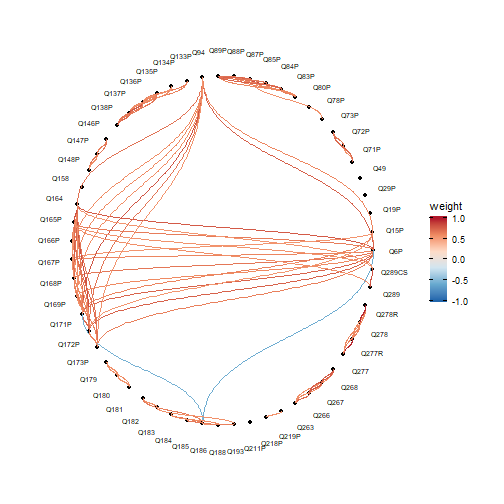 Q94
Q89P
Q88P
Q87P
Q85P
Q84P
Q83P
Q80P
Q78P
Q73P
Q72P
Q71P
Q49
Q29P
Q19P
Q15P
Q6P
Q289CS
Q289
Q278R
Q278
Q277R
Q277
Q268
Q267
Q266
Q263
Q219P
Q218P
Q211P
Q193
Q188
Q186
Q185
Q184
Q183
Q182
Q181
Q180
Q179
Q173P
Q172P
Q171P
Q169P
Q168P
Q167P
Q166P
Q165P
Q164
Q158
Q148P
Q147P
Q146P
Q138P
Q137P
Q136P
Q135P
Q134P
Q133P
weight
1.0
0.5
0.0
-0.5
-1.0